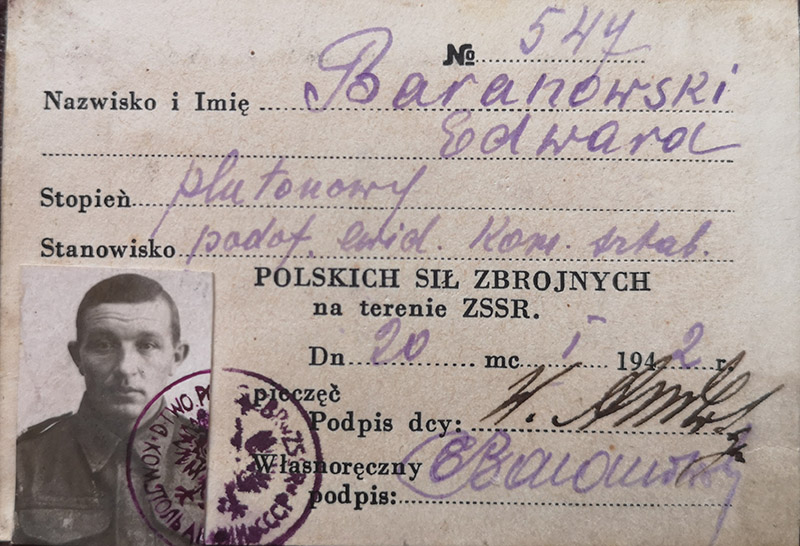 № 547
Nazwisko i Imię Baranowski
Edward
Stopień plutonowy
Stanowisko podof. ewid. Kom. sztab.
POLSKICH SIŁ ZBROJNYCH
na terenie ZSSR.
Dn 20 mc I 1942 r.
pieczęć
Podpis dcy:
Własnoręczny E Baranowski
podpis: